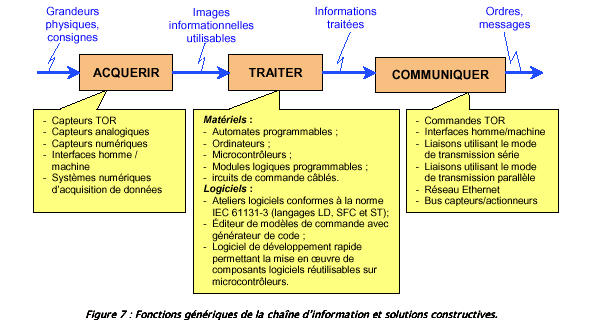 Grandeurs
physiques,
consignes
Images
informationnelles
utilisables
Informations
traitées
Ordres,
messages
ACQUERIR
TRAITER
COMMUNIQUER
- Capteurs TOR
- Capteurs analogiques
- Capteurs numériques
- Interfaces homme /
machine
- Systèmes numériques
d'acquisition de données
Matériels :
- Automates programmables ;
- Ordinateurs ;
- Microcontrôleurs ;
- Modules logiques programmables ;
- ircuits de commande câblés.
Logiciels :
- Ateliers logiciels conformes à la norme
IEC 61131-3 (langages LD, SFC et ST);
- Éditeur de modèles de commande avec
générateur de code ;
- Logiciel de développement rapide
permettant la mise en œuvre de
composants logiciels réutilisables sur
microcontrôleurs.
- Commandes TOR
- Interfaces homme/machine
- Liaisons utilisant le mode
de transmission série
- Liaisons utilisant le mode
de transmission parallèle
- Réseau Ethernet
- Bus capteurs/actionneurs
Figure 7 : Fonctions génériques de la chaîne d'information et solutions constructives.